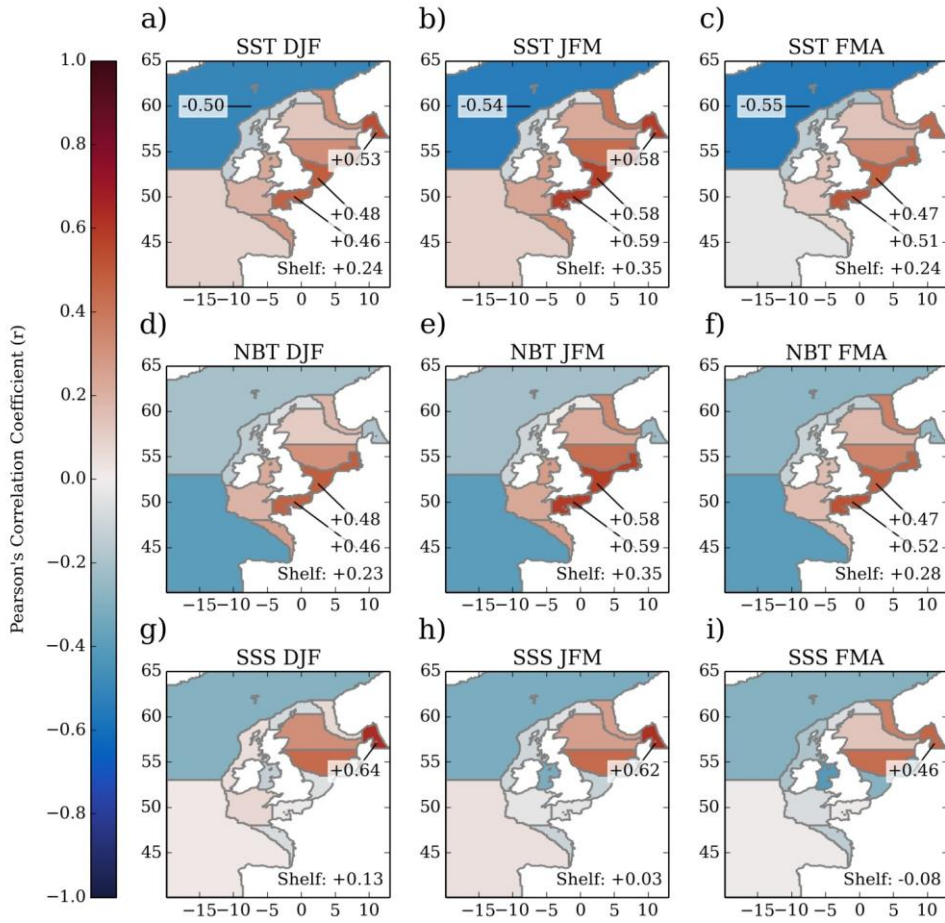 a)
SST DJF
b)
SST JFM
c)
SST FMA
1.0
0.8
0.6
0.4
0.2
0.0
−0.2
−0.4
−0.6
−0.8
−1.0
Pearson's Correlation Coefficient (r)
65
60
55
50
45
-0.50
+0.53
+0.48
+0.46
Shelf: +0.24
−15−10 −5 0 5 10
65
60
55
50
45
-0.54
+0.58
+0.58
+0.59
Shelf: +0.35
−15−10 −5 0 5 10
65
60
55
50
45
-0.55
+0.47
+0.51
Shelf: +0.24
−15−10 −5 0 5 10
d)
NBT DJF
e)
NBT JFM
f)
NBT FMA
65
60
55
50
45
+0.48
+0.46
Shelf: +0.23
−15−10 −5 0 5 10
65
60
55
50
45
+0.58
+0.59
Shelf: +0.35
−15−10 −5 0 5 10
65
60
55
50
45
+0.47
+0.52
Shelf: +0.28
−15−10 −5 0 5 10
g)
SSS DJF
h)
SSS JFM
i)
SSS FMA
65
60
55
50
45
+0.64
Shelf: +0.13
−15−10 −5 0 5 10
65
60
55
50
45
+0.62
Shelf: +0.03
−15−10 −5 0 5 10
65
60
55
50
45
+0.46
Shelf: -0.08
−15−10 −5 0 5 10